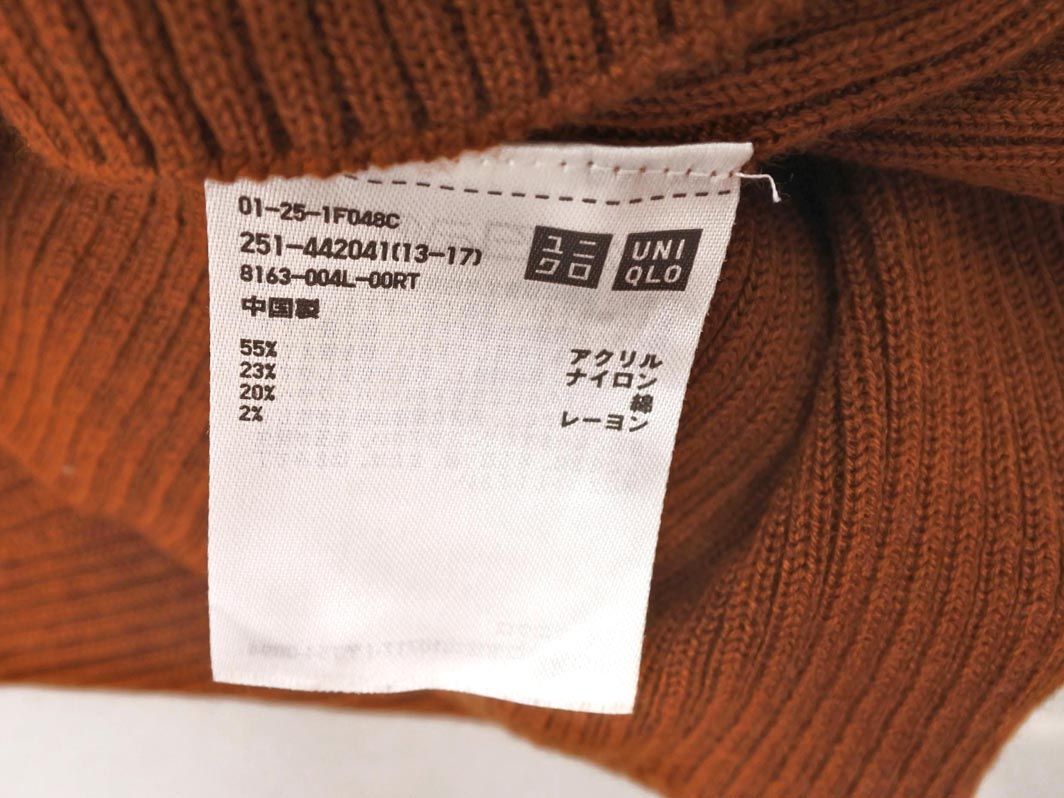 01-25-1F048C
251-442041(13-17)
8163-004L-00RT
中国製
ユニ
クロ
UNI
QLO
55% アクリル
23% ナイロン
20% 綿
2% レーヨン